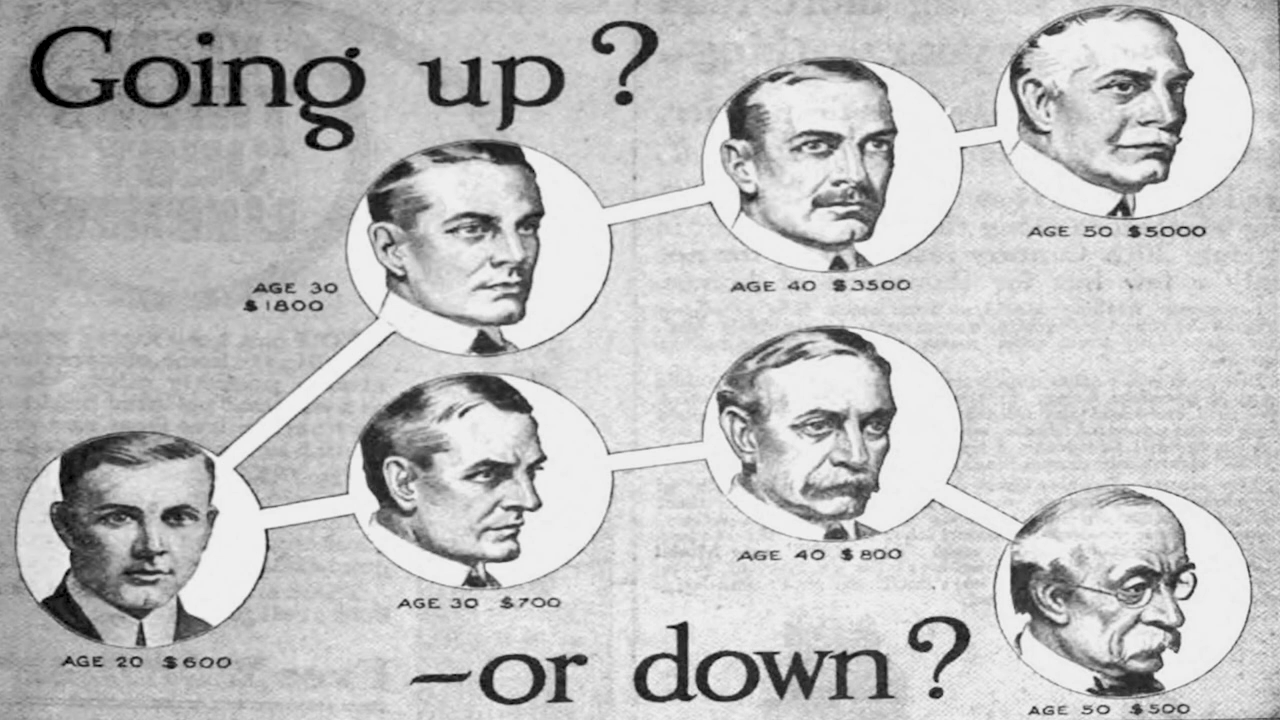 Going up?
AGE 50 $5000
AGE 40 $3500
AGE 30
$1800
AGE 40 $800
AGE 30 $700
AGE 20 $600
-or down?
AGE 50 $500